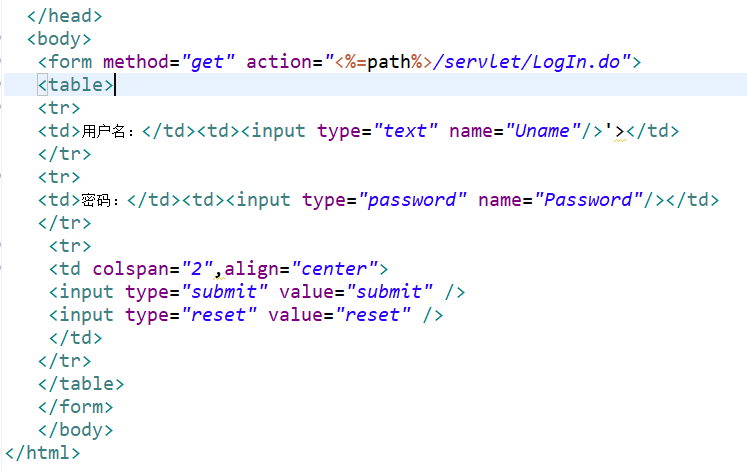 </head>
<body>
<form method="get" action="<%=path%>/servlet/LogIn.do">
<table>
<tr>
<td>用户名：</td><td><input type="text" name="Uname"/>'></td>
</tr>
<tr>
<td>密码：</td><td><input type="password" name="Password"/></td>
</tr>
<tr>
<td colspan="2",align="center">
<input type="submit" value="submit" />
<input type="reset" value="reset" />
</td>
</tr>
</table>
</form>
</body>
</html>